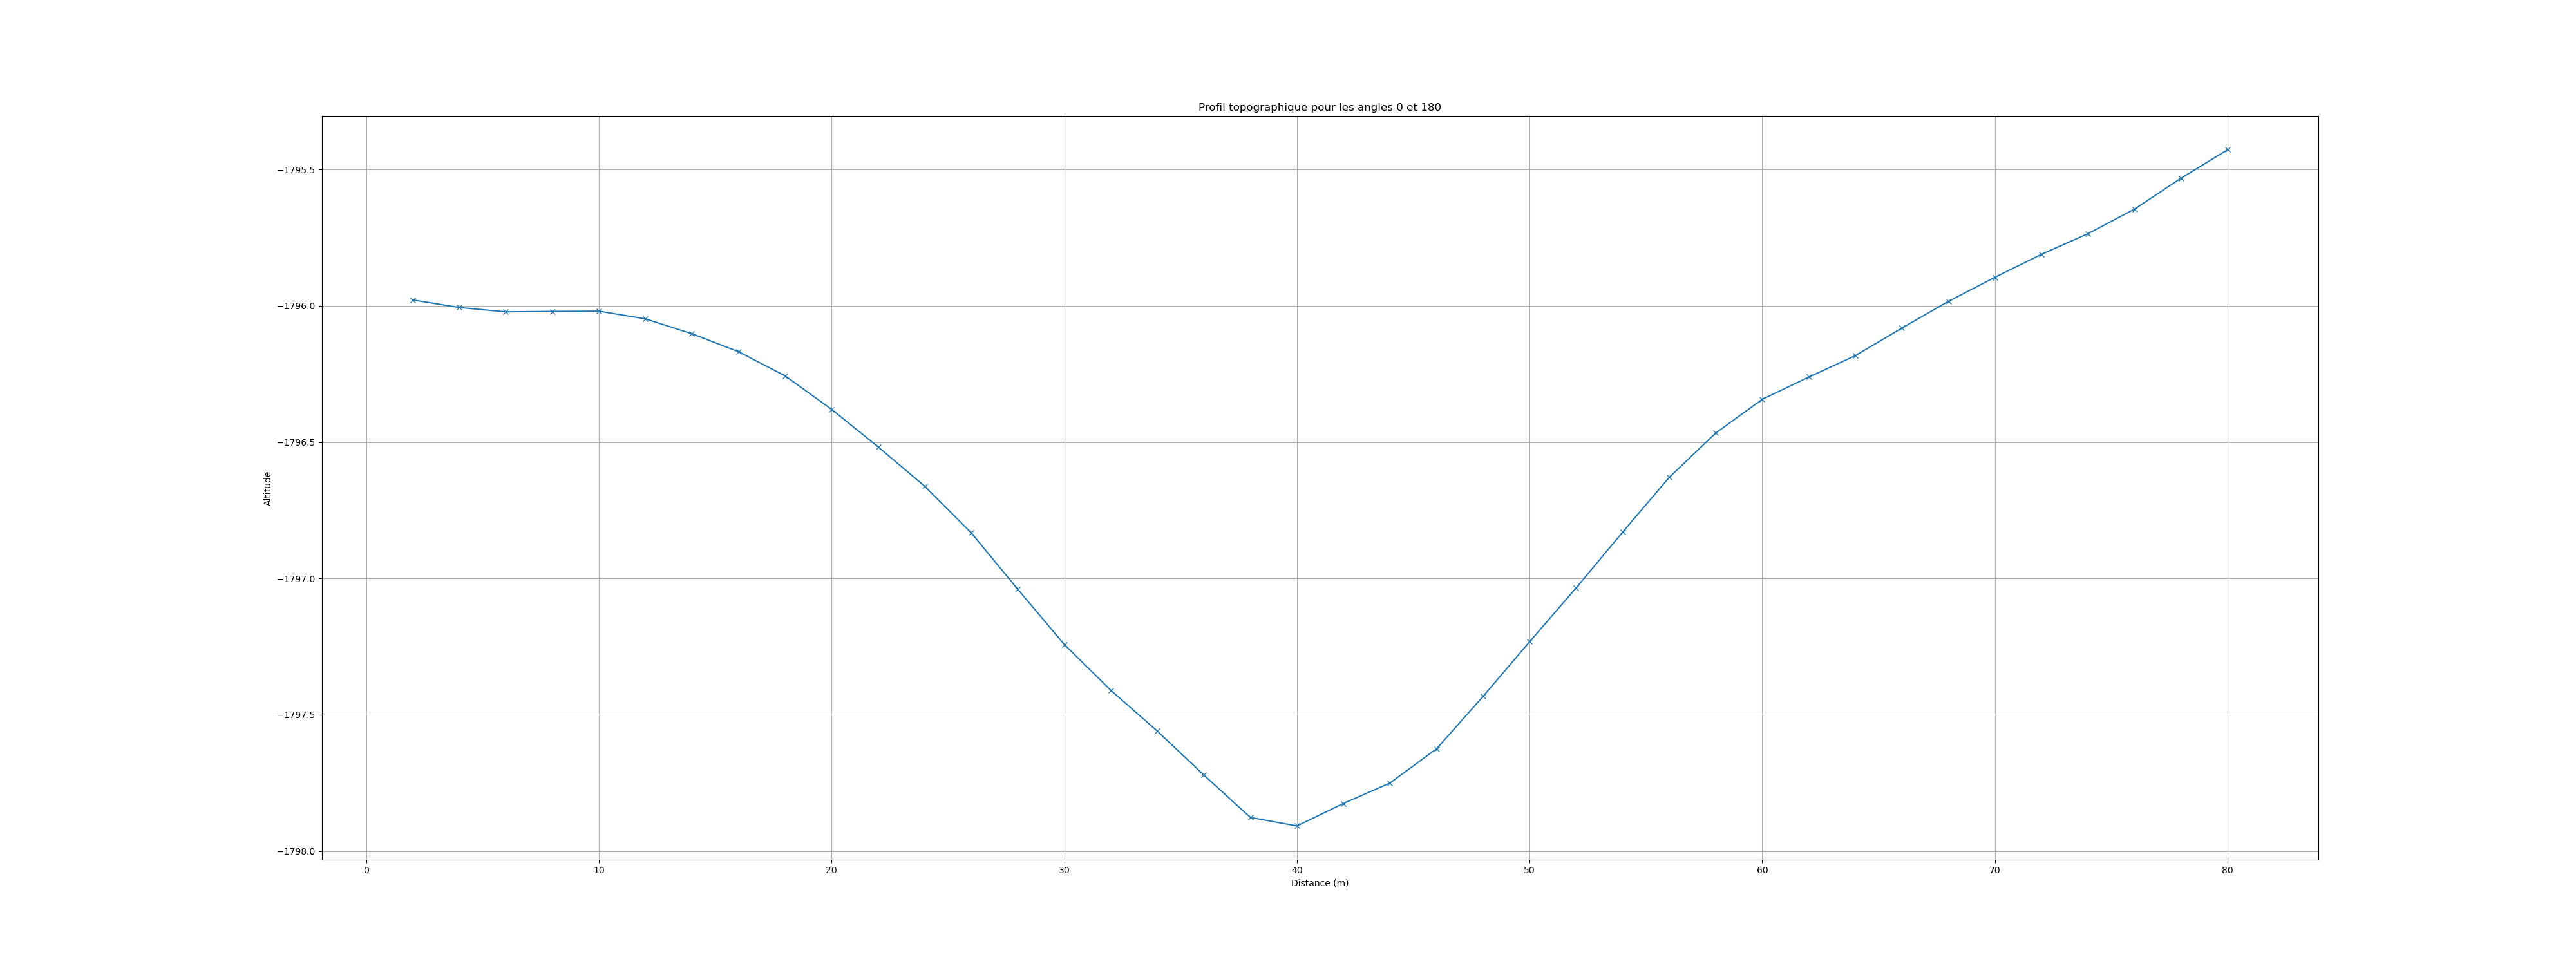 Profil topographique pour les angles 0 et 180
Altitude
−1795.5
−1796.0
−1796.5
−1797.0
−1797.5
−1798.0
0 10 20 30 40 50 60 70 80
Distance (m)